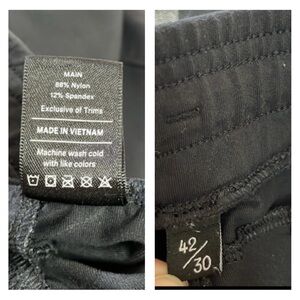 MAIN
88% Nylon
12% Spandex
Exclusive of Trims
MADE IN VIETNAM
Machine wash cold
with like colors
42/30